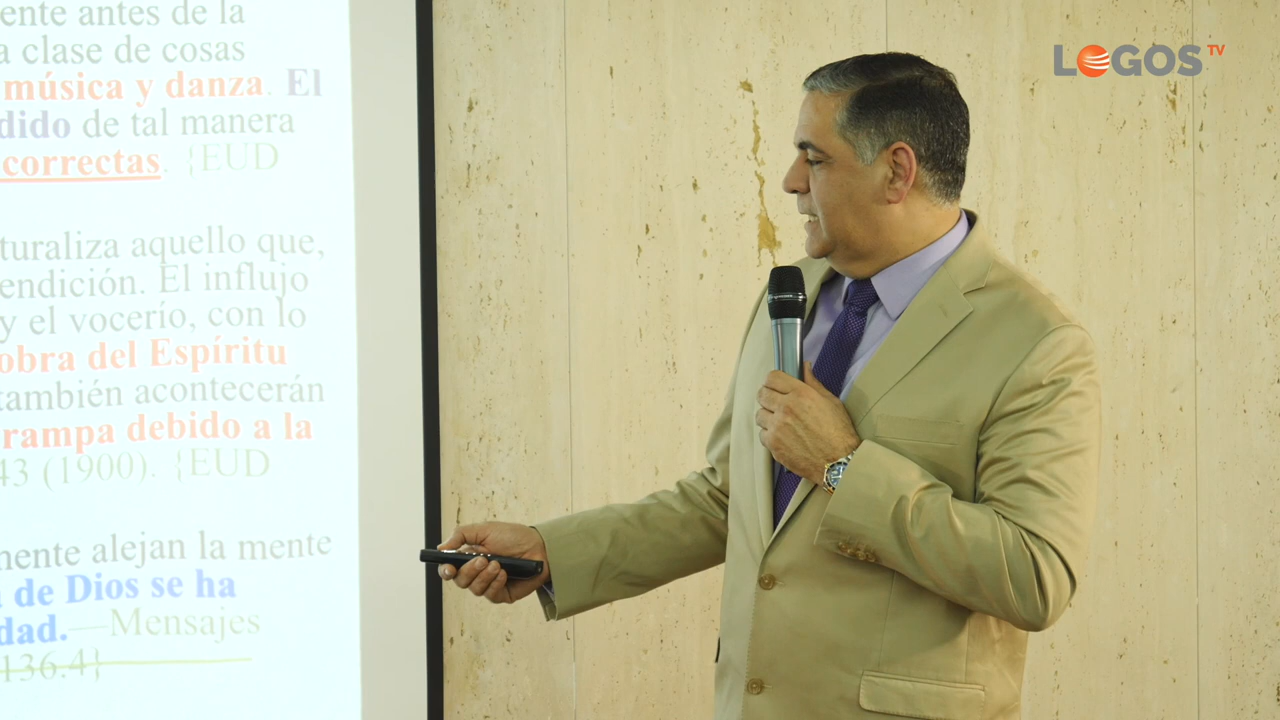 ente antes de la
a clase de cosas
música y danza. El
dido de tal manera
correctas. {EUD
turaliza aquello que,
endición. El influjo
y el vocerío, con lo
obra del Espíritu
también acontecerán
rampa debido a la
43 (1900). {EUD
mente alejan la mente
de Dios se ha
dad.—Mensajes
136.4}
LOGOS TV